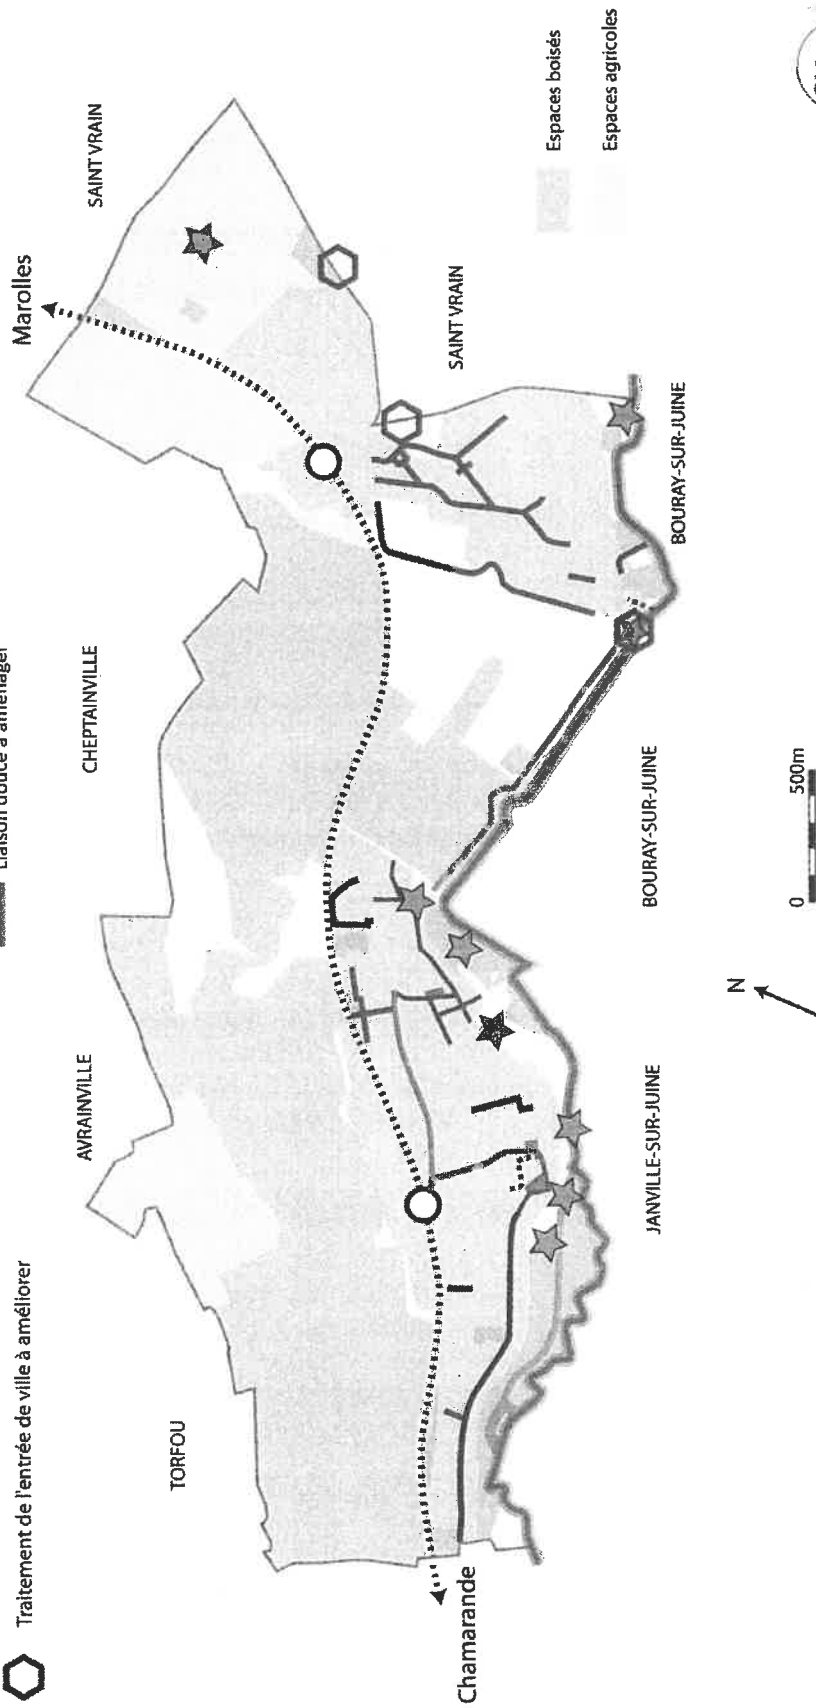 Liaison douce à aménager
Traitement de l'entrée de ville à améliorer
TORFOU
AVRAINVILLE
CHEPTAINVILLE
Marolles
SAINT VRAIN
Chamarande
JANVILLE-SUR-JUINE
BOURAY-SUR-JUINE
BOURAY-SUR-JUINE
SAINT VRAIN
Espaces boisés
Espaces agricoles
N
0 500m